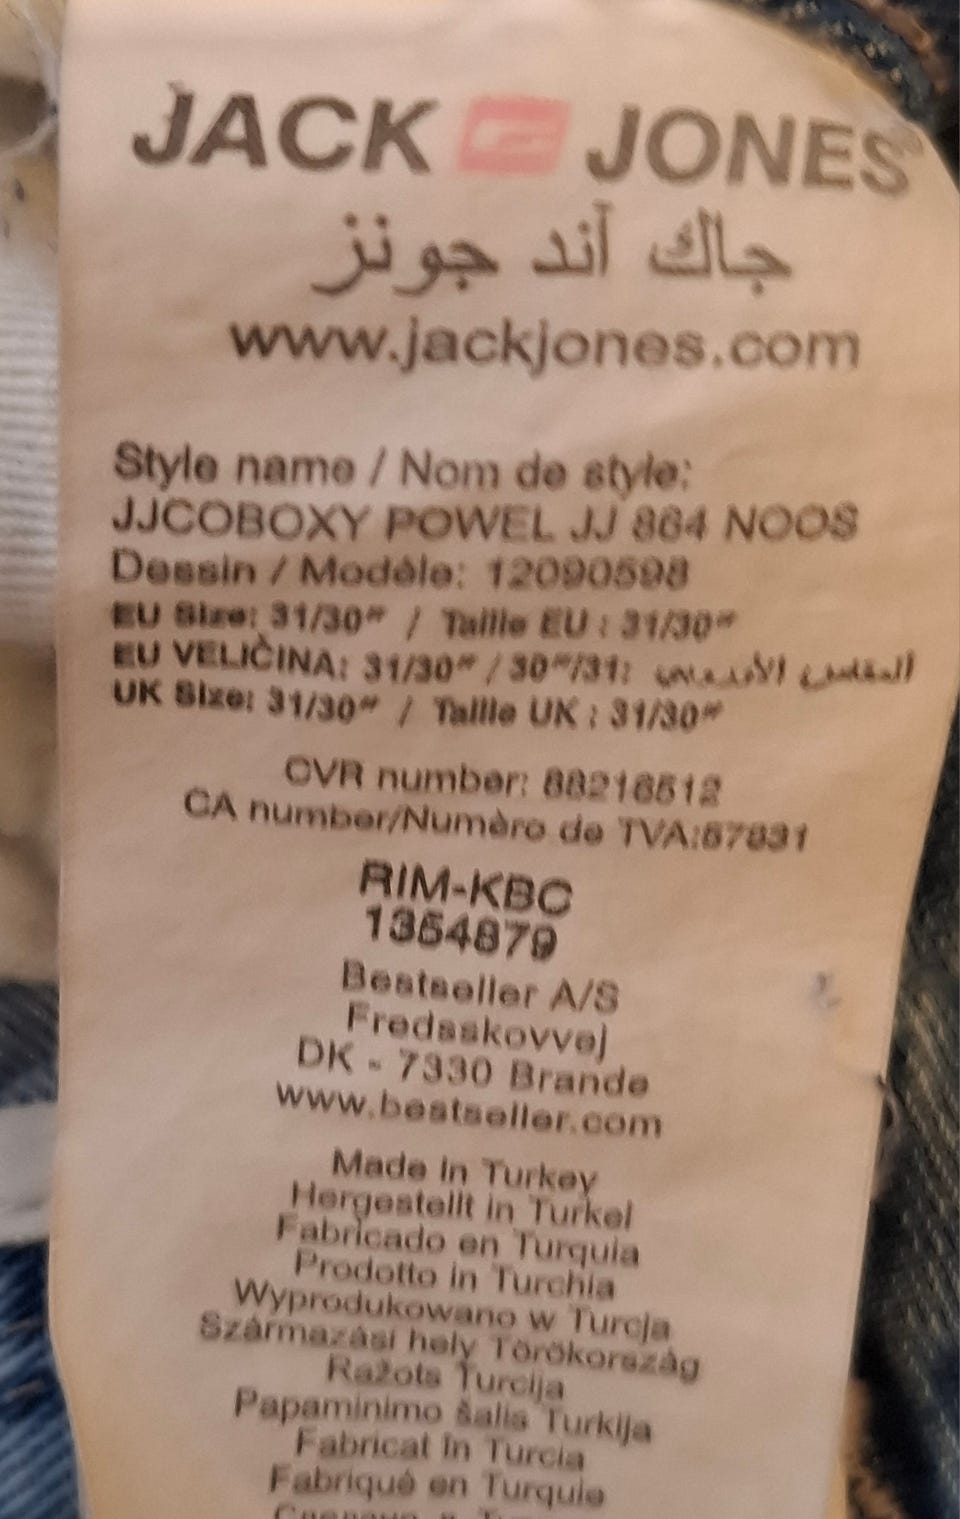 JACK JONES
جاك آند جونز
www.jackjones.com
Style name / Nom de style:
JJCOBOXY POWEL JJ 864 NOOS
Dessin / Modèle: 12090598
EU Size: 31/30" / Taille EU : 31/30"
EU VELIČINA: 31/30" / 30"/31: المقاس الأوروبي
UK Size: 31/30" / Taille UK : 31/30"
CVR number: 88216512
CA number/Numèro de TVA:57831
RIM-KBC
1354879
Bestseller A/S
Fredsskovvej
DK - 7330 Brande
www.bestseller.com
Made in Turkey
Hergestellt in Turkei
Fabricado en Turquia
Prodotto in Turchia
Wyprodukowano w Turcja
Származási hely Törökország
Ražots Turcija
Papaminimo šalis Turkija
Fabricat în Turcia
Fabriqué en Turquie